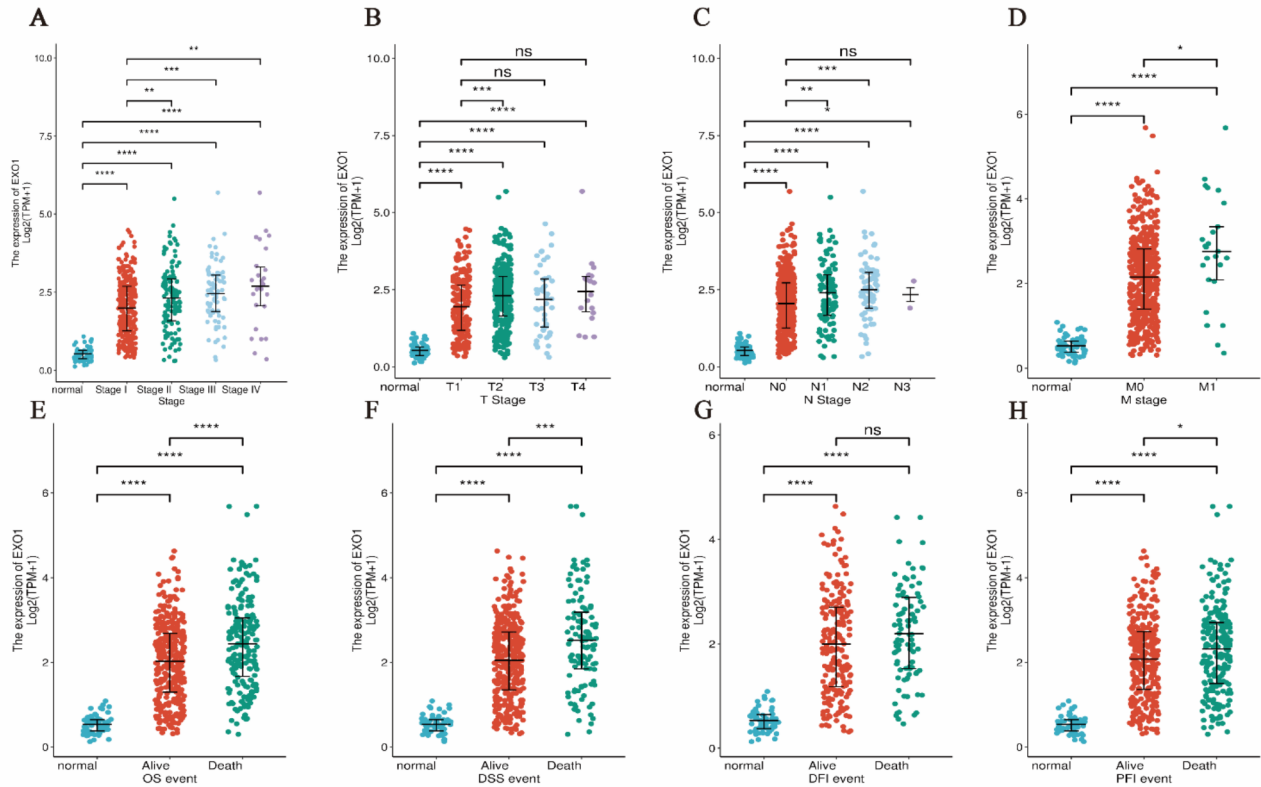 A
The expression of EXO1
Log2(TPM+1)
10.0
7.5
5.0
2.5
0.0
**
***
**
****
****
****
****
normal Stage I Stage II Stage III Stage IV
Stage
B
The expression of EXO1
Log2(TPM+1)
10.0
7.5
5.0
2.5
0.0
ns
ns
***
****
****
****
****
normal T1 T2 T3 T4
T Stage
C
The expression of EXO1
Log2(TPM+1)
10.0
7.5
5.0
2.5
0.0
ns
***
**
*
****
****
****
normal N0 N1 N2 N3
N Stage
D
The expression of EXO1
Log2(TPM+1)
6
4
2
0
*
****
****
normal M0 M1
M stage
E
The expression of EXO1
Log2(TPM+1)
6
4
2
0
****
****
****
normal Alive Death
OS event
F
The expression of EXO1
Log2(TPM+1)
6
4
2
0
***
****
****
normal Alive Death
DSS event
G
The expression of EXO1
Log2(TPM+1)
6
4
2
0
ns
****
****
normal Alive Death
DFI event
H
The expression of EXO1
Log2(TPM+1)
6
4
2
0
*
****
****
normal Alive Death
PFI event